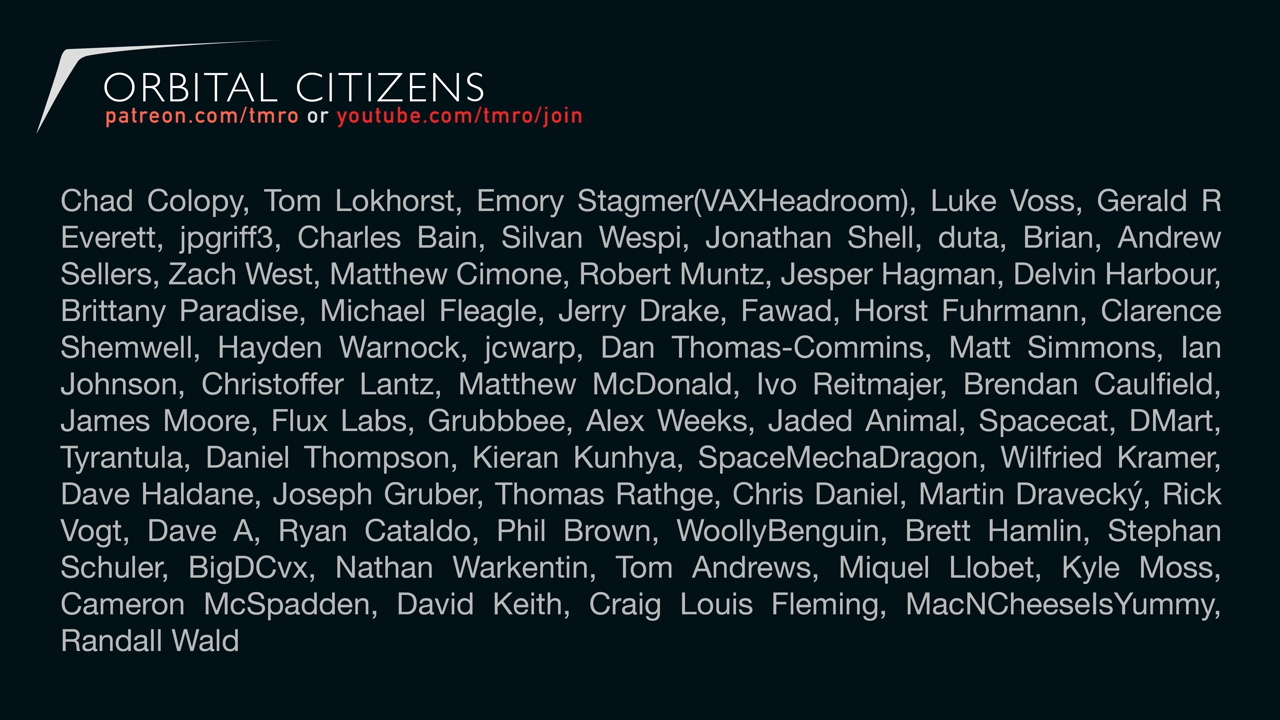 ORBITAL CITIZENS
patreon.com/tmro or youtube.com/tmro/join
Chad Colopy, Tom Lokhorst, Emory Stagmer(VAXHeadroom), Luke Voss, Gerald R
Everett, jpgriff3, Charles Bain, Silvan Wespi, Jonathan Shell, duta, Brian, Andrew
Sellers, Zach West, Matthew Cimone, Robert Muntz, Jesper Hagman, Delvin Harbour,
Brittany Paradise, Michael Fleagle, Jerry Drake, Fawad, Horst Fuhrmann, Clarence
Shemwell, Hayden Warnock, jcwarp, Dan Thomas-Commins, Matt Simmons, Ian
Johnson, Christoffer Lantz, Matthew McDonald, Ivo Reitmajer, Brendan Caulfield,
James Moore, Flux Labs, Grubbbee, Alex Weeks, Jaded Animal, Spacecat, DMart,
Tyrantula, Daniel Thompson, Kieran Kunhya, SpaceMechaDragon, Wilfried Kramer,
Dave Haldane, Joseph Gruber, Thomas Rathge, Chris Daniel, Martin Dravecký, Rick
Vogt, Dave A, Ryan Cataldo, Phil Brown, WoollyBenguin, Brett Hamlin, Stephan
Schuler, BigDCvx, Nathan Warkentin, Tom Andrews, Miquel Llobet, Kyle Moss,
Cameron McSpadden, David Keith, Craig Louis Fleming, MacNCheeseIsYummy,
Randall Wald